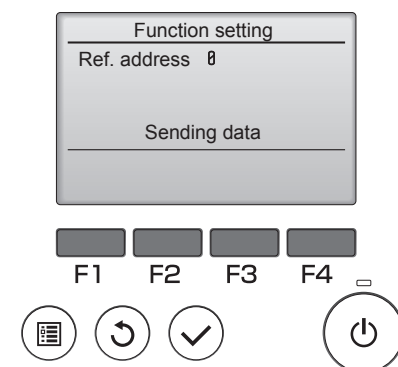 Function setting
Ref. address 0
Sending data
F1 F2 F3 F4